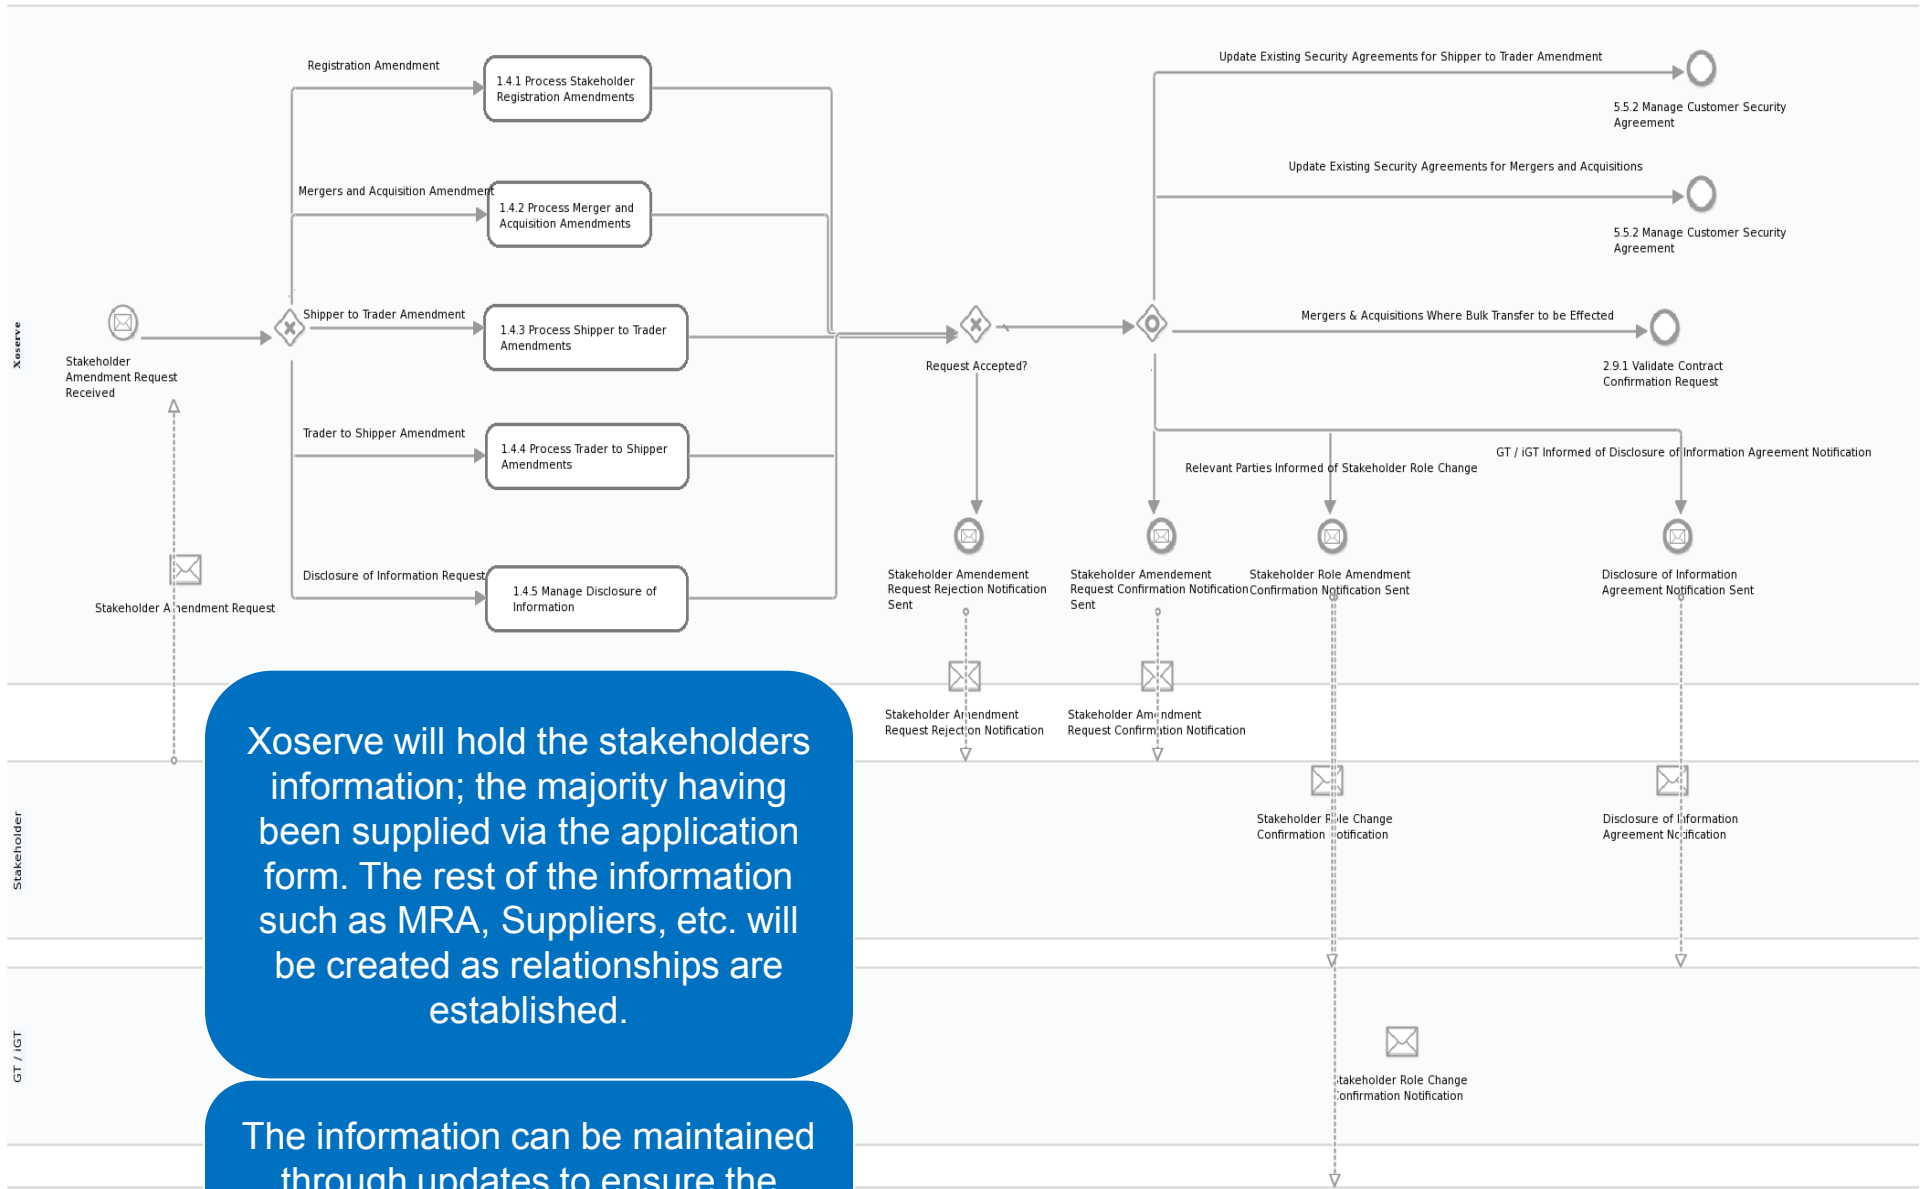 Registration Amendment
1.4.1 Process Stakeholder
Registration Amendments
Mergers and Acquisition Amendment
1.4.2 Process Merger and
Acquisition Amendments
Shipper to Trader Amendment
1.4.3 Process Shipper to Trader
Amendments
Trader to Shipper Amendment
1.4.4 Process Trader to Shipper
Amendments
Disclosure of Information Request
1.4.5 Manage Disclosure of
Information
Xoserve
Stakeholder
Amendment Request
Received
Stakeholder Amendment Request
Request Accepted?
Update Existing Security Agreements for Shipper to Trader Amendment
5.5.2 Manage Customer Security
Agreement
Update Existing Security Agreements for Mergers and Acquisitions
5.5.2 Manage Customer Security
Agreement
Mergers & Acquisitions Where Bulk Transfer to be Effected
2.9.1 Validate Contract
Confirmation Request
Relevant Parties Informed of Stakeholder Role Change
GT / iGT Informed of Disclosure of Information Agreement Notification
Stakeholder Amendement
Request Rejection Notification
Sent
Stakeholder Amendement
Request Confirmation Notification
Sent
Stakeholder Role Amendment
Confirmation Notification Sent
Disclosure of Information
Agreement Notification Sent
Stakeholder Amendment
Request Rejection Notification
Stakeholder Amendment
Request Confirmation Notification
Stakeholder
Stakeholder Role Change
Confirmation Notification
Disclosure of Information
Agreement Notification
GT / iGT
takeholder Role Change
onfirmation Notification
Xoserve will hold the stakeholders
information; the majority having
been supplied via the application
form. The rest of the information
such as MRA, Suppliers, etc. will
be created as relationships are
established.
The information can be maintained
through updates to ensure the